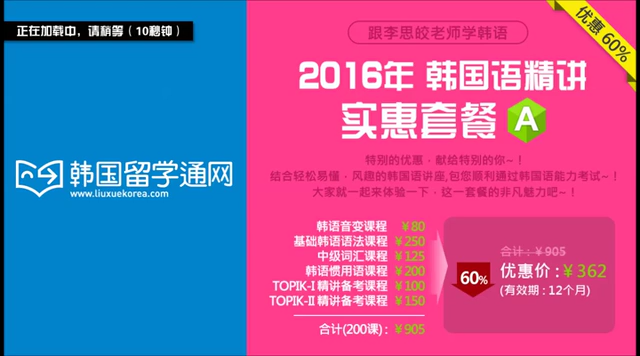 正在加载中，请稍等（10秒钟）
优惠 60%
跟李思皎老师学韩语
2016年 韩国语精讲
实惠套餐 A
特别的优惠，献给特别的你~！
结合轻松易懂，风趣的韩国语讲座,包您顺利通过韩国语能力考试~！
大家就一起来体验一下，这一套餐的非凡魅力吧~！
韩国留学通网
www.liuxuekorea.com
韩语音变课程 ￥80
基础韩语语法课程 ￥250
中级词汇课程 ￥125
韩语惯用语课程 ￥200
TOPIK-I 精讲备考课程 ￥100
TOPIK-II 精讲备考课程 ￥150
合计(200课)：￥905
60%
合计：￥905
优惠价：￥362
(有效期：12个月)